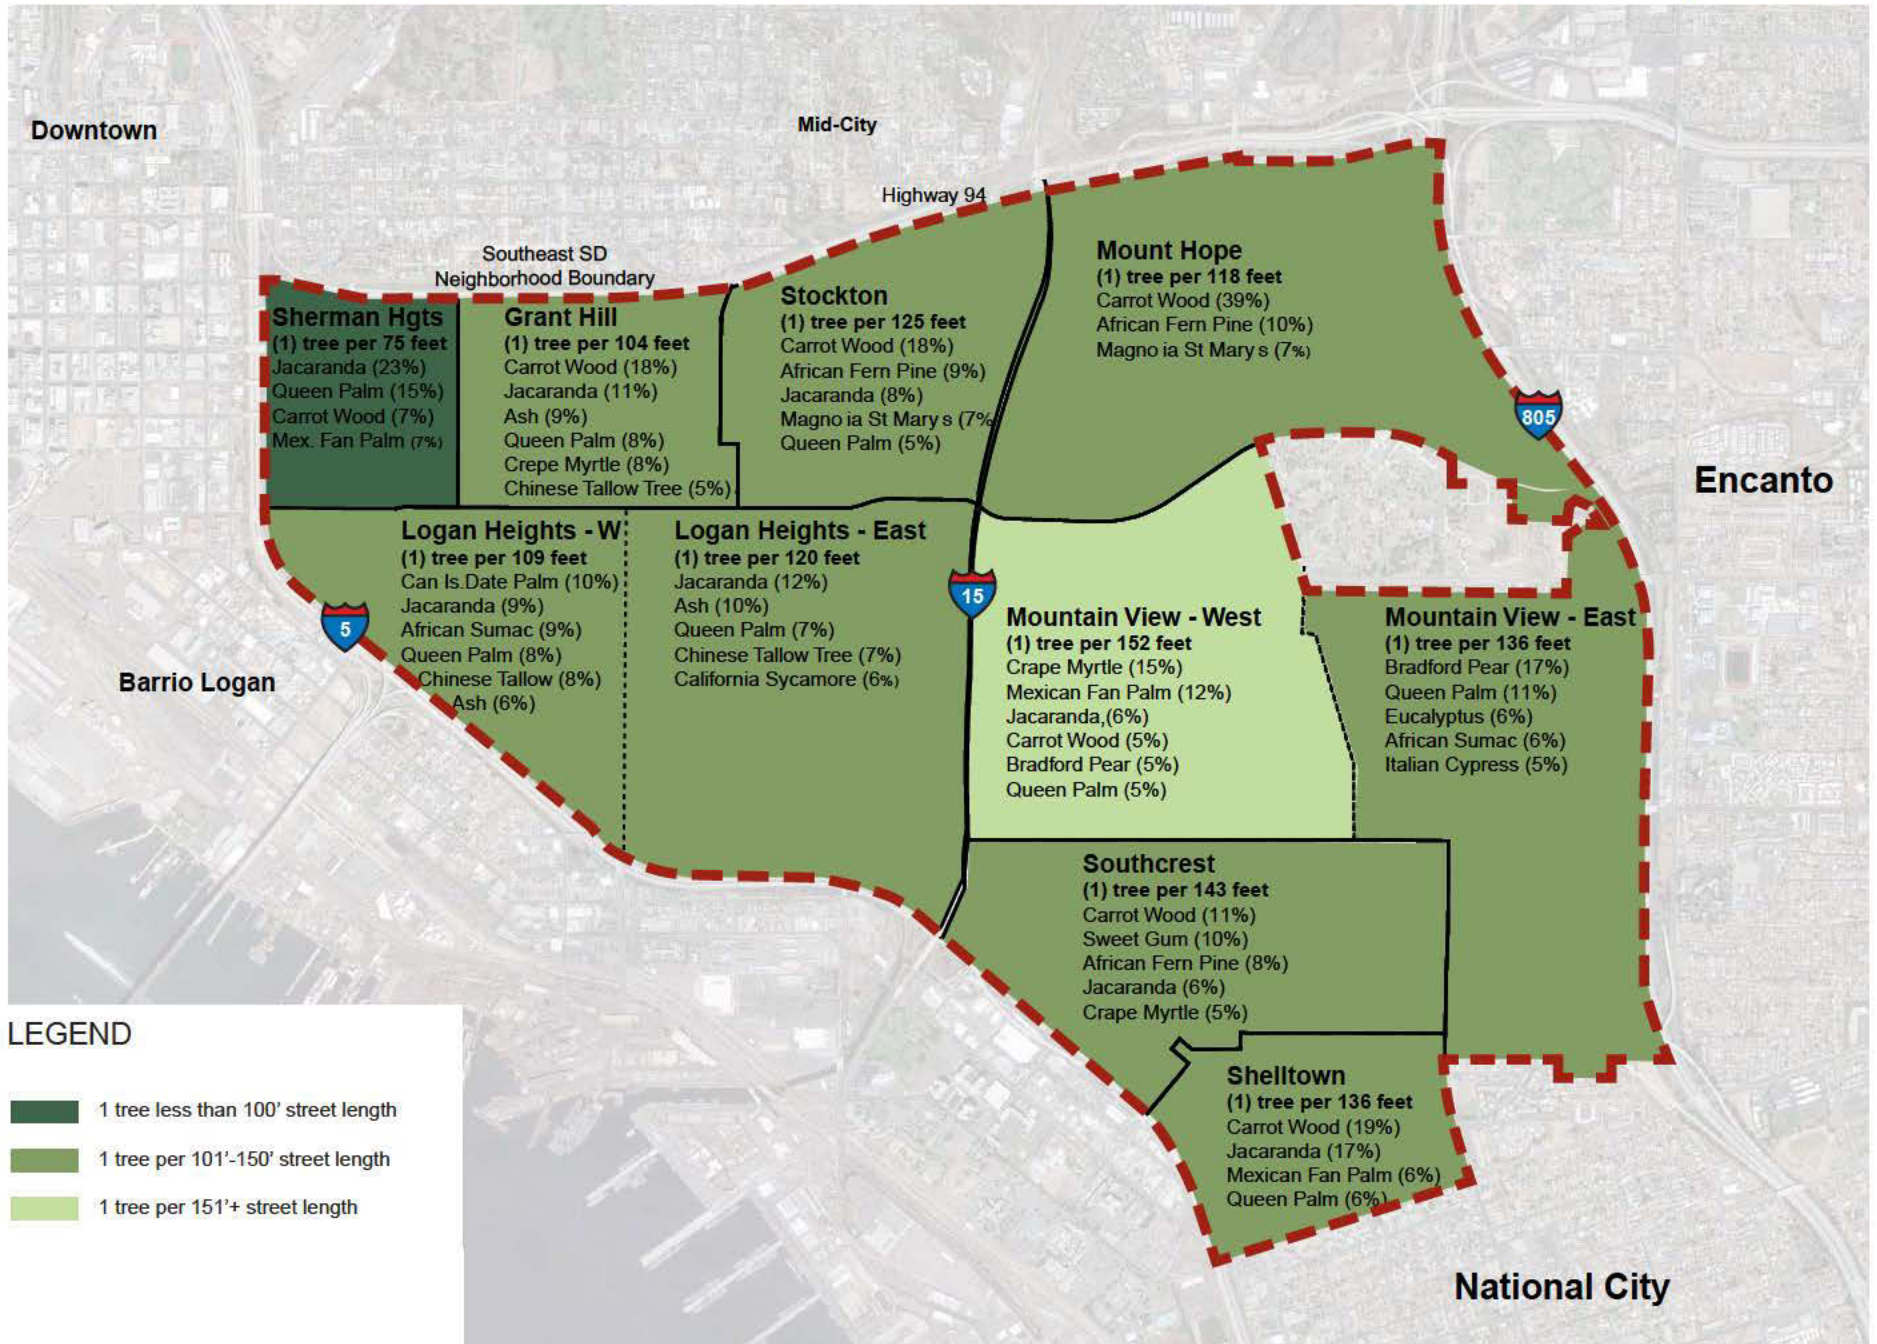 Downtown
Mid-City
Highway 94
Southeast SD
Neighborhood Boundary
Sherman Hgts
(1) tree per 75 feet
Jacaranda (23%)
Queen Palm (15%)
Carrot Wood (7%)
Mex. Fan Palm (7%)
Grant Hill
(1) tree per 104 feet
Carrot Wood (18%)
Jacaranda (11%)
Ash (9%)
Queen Palm (8%)
Crepe Myrtle (8%)
Chinese Tallow Tree (5%)
Stockton
(1) tree per 125 feet
Carrot Wood (18%)
African Fern Pine (9%)
Jacaranda (8%)
Magno ia St Mary s (7%
Queen Palm (5%)
Mount Hope
(1) tree per 118 feet
Carrot Wood (39%)
African Fern Pine (10%)
Magno ia St Mary s (7%)
805
Encanto
Logan Heights - W
(1) tree per 109 feet
Can Is.Date Palm (10%)
Jacaranda (9%)
African Sumac (9%)
Queen Palm (8%)
Chinese Tallow (8%)
Ash (6%)
5
Barrio Logan
Logan Heights - East
(1) tree per 120 feet
Jacaranda (12%)
Ash (10%)
Queen Palm (7%)
Chinese Tallow Tree (7%)
California Sycamore (6%)
15
Mountain View - West
(1) tree per 152 feet
Crape Myrtle (15%)
Mexican Fan Palm (12%)
Jacaranda,(6%)
Carrot Wood (5%)
Bradford Pear (5%)
Queen Palm (5%)
Mountain View - East
(1) tree per 136 feet
Bradford Pear (17%)
Queen Palm (11%)
Eucalyptus (6%)
African Sumac (6%)
Italian Cypress (5%)
Southcrest
(1) tree per 143 feet
Carrot Wood (11%)
Sweet Gum (10%)
African Fern Pine (8%)
Jacaranda (6%)
Crape Myrtle (5%)
Shelltown
(1) tree per 136 feet
Carrot Wood (19%)
Jacaranda (17%)
Mexican Fan Palm (6%)
Queen Palm (6%)
National City
LEGEND
1 tree less than 100' street length
1 tree per 101'-150' street length
1 tree per 151'+ street length